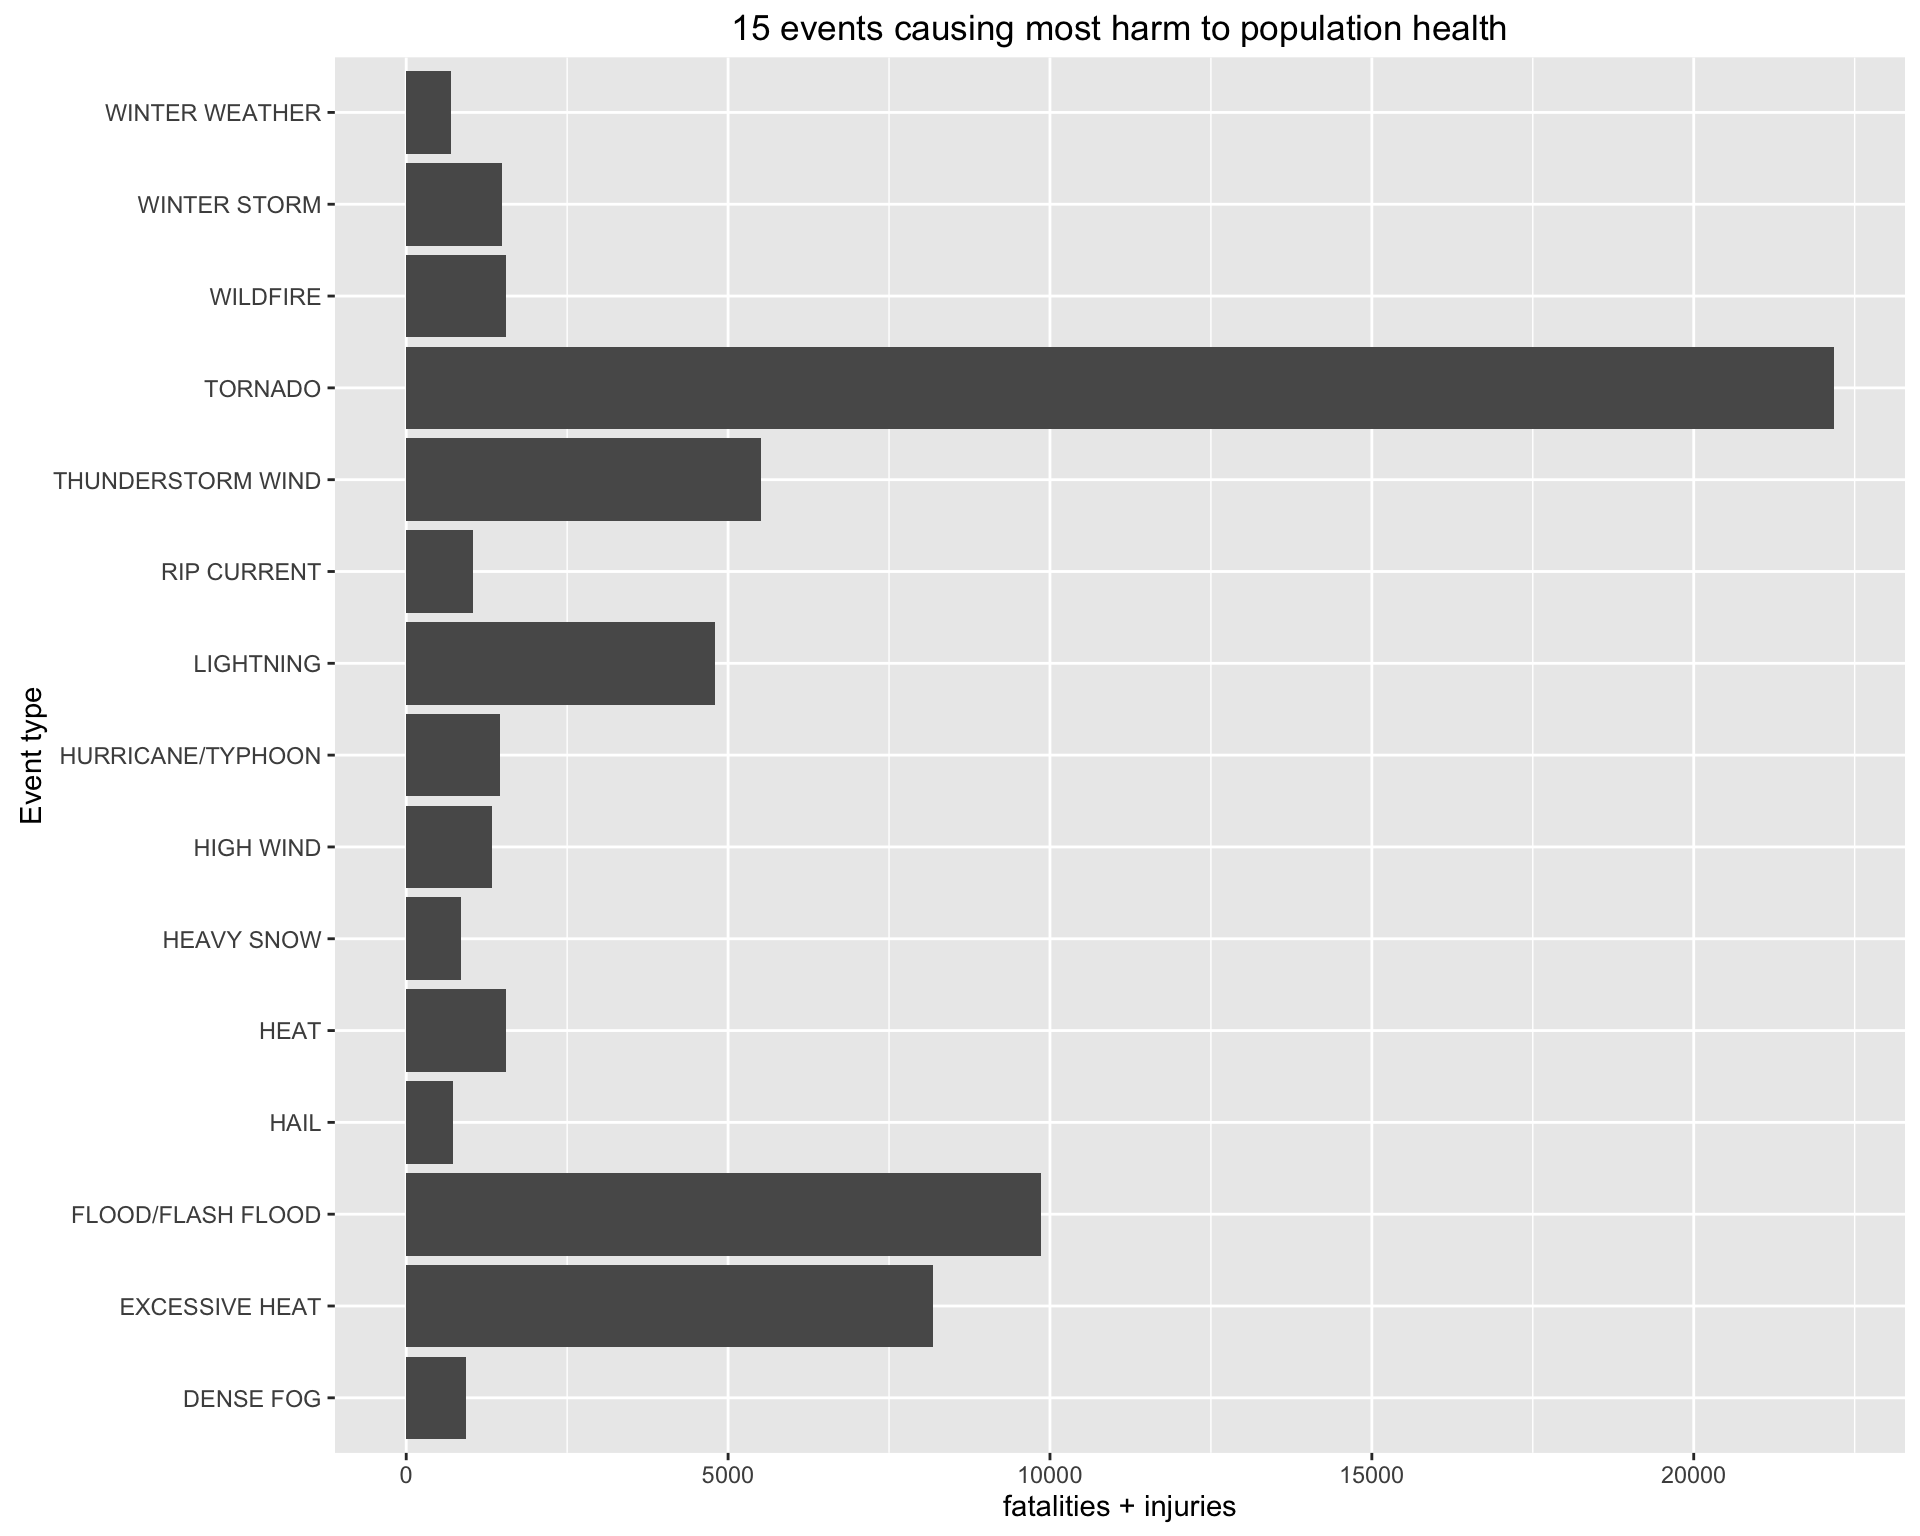 15 events causing most harm to population health
WINTER WEATHER
WINTER STORM
WILDFIRE
TORNADO
THUNDERSTORM WIND
RIP CURRENT
LIGHTNING
HURRICANE/TYPHOON
HIGH WIND
HEAVY SNOW
HEAT
HAIL
FLOOD/FLASH FLOOD
EXCESSIVE HEAT
DENSE FOG
Event type
0 5000 10000 15000 20000
fatalities + injuries